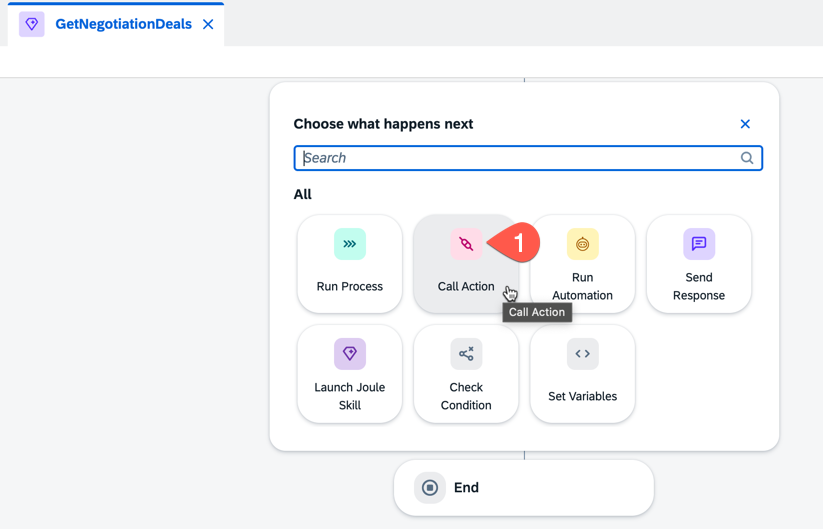 GetNegotiationDeals
Choose what happens next
Search
All
1
Run Process
Call Action
Run
Automation
Send
Response
Call Action
Launch Joule
Skill
Check
Condition
Set Variables
End